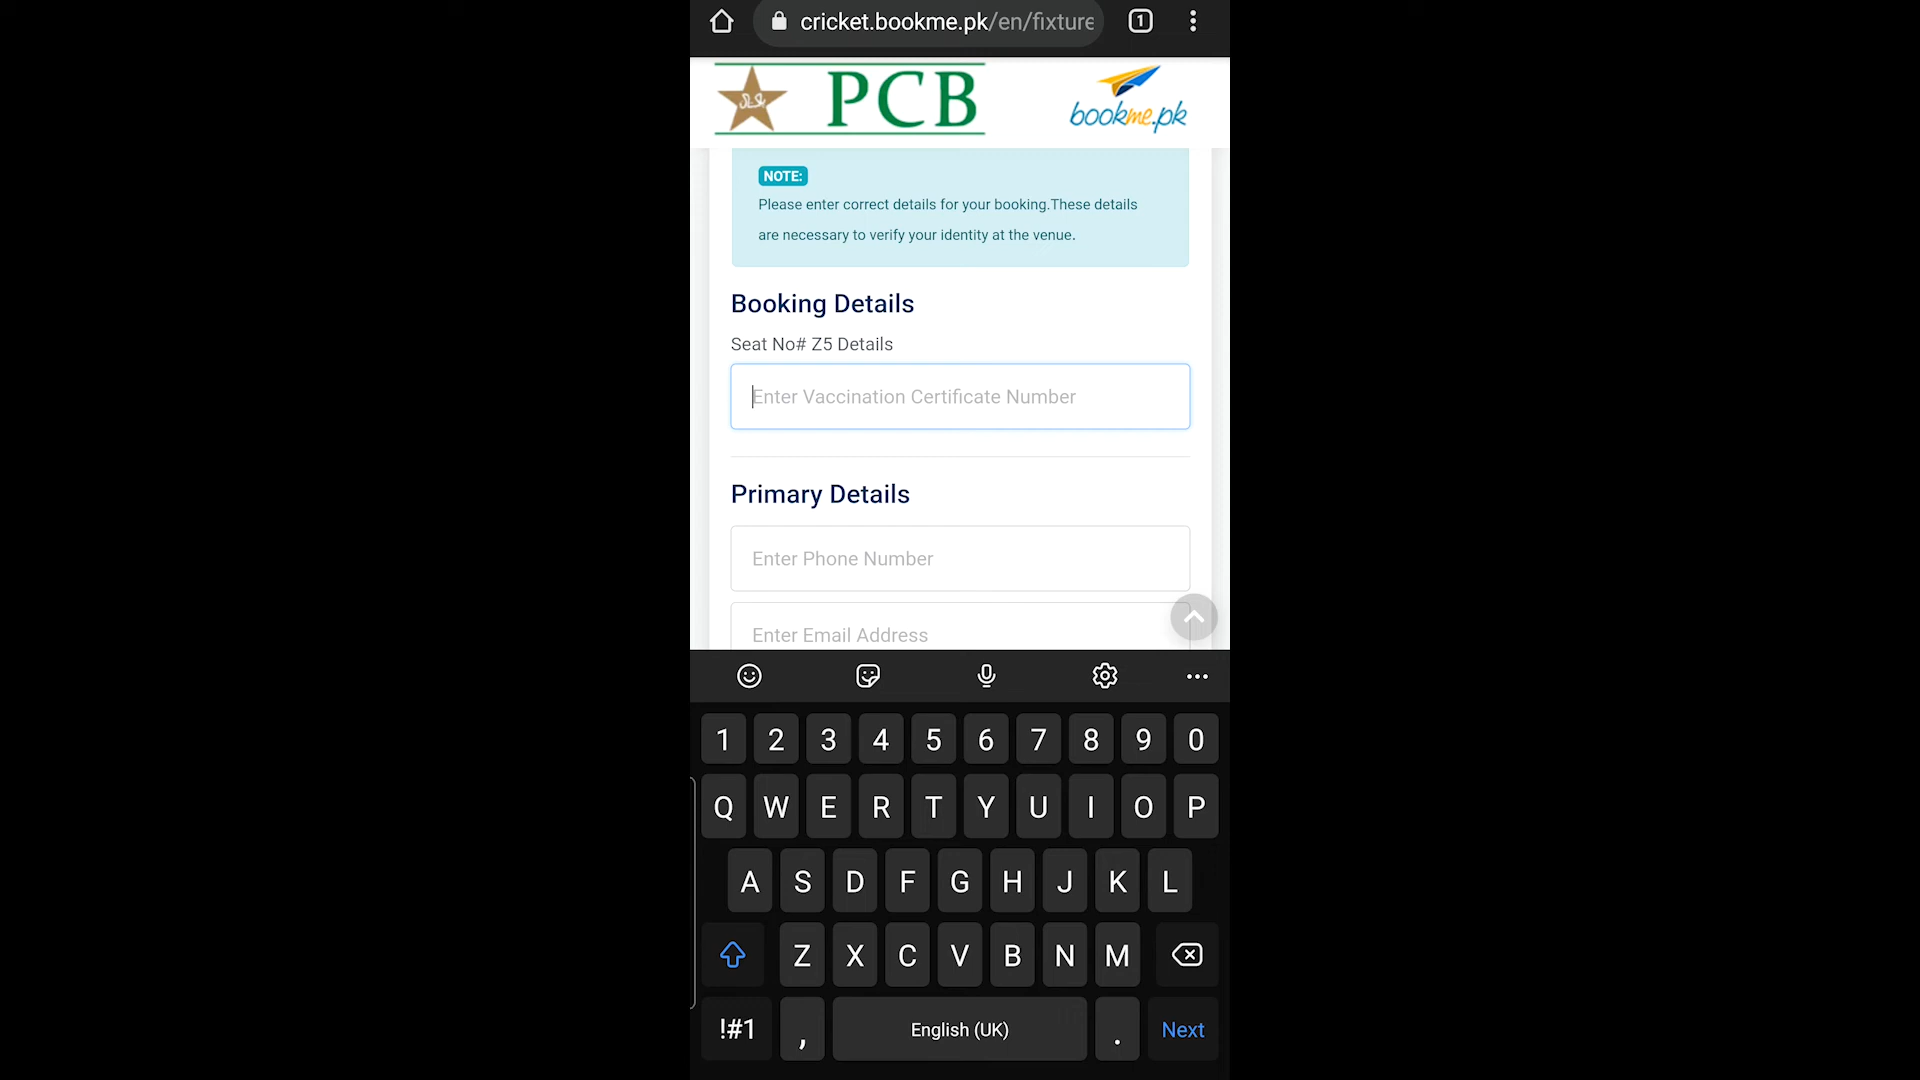 cricket.bookme.pk/en/fixture
1
PCB
bookme.pk
NOTE:
Please enter correct details for your booking.These details
are necessary to verify your identity at the venue.
Booking Details
Seat No# Z5 Details
Enter Vaccination Certificate Number
Primary Details
Enter Phone Number
Enter Email Address
1 2 3 4 5 6 7 8 9 0
Q W E R T Y U I O P
A S D F G H J K L
Z X C V B N M
!#1 , English (UK) . Next